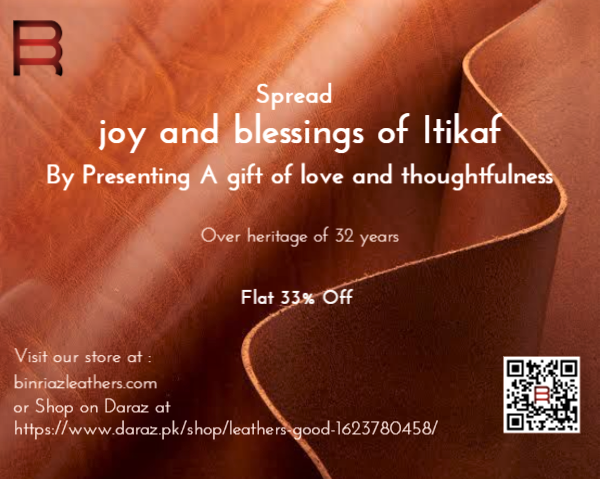 Spread
joy and blessings of Itikaf
By Presenting A gift of love and thoughtfulness
Over heritage of 32 years
Flat 33% Off
Visit our store at :
binriazleathers.com
or Shop on Daraz at
https://www.daraz.pk/shop/leathers-good-1623780458/